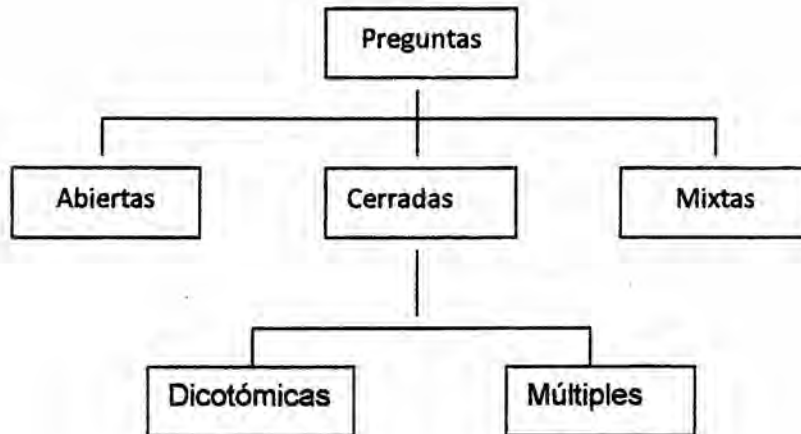 Preguntas
Abiertas
Cerradas
Mixtas
Dicotómicas
Múltiples